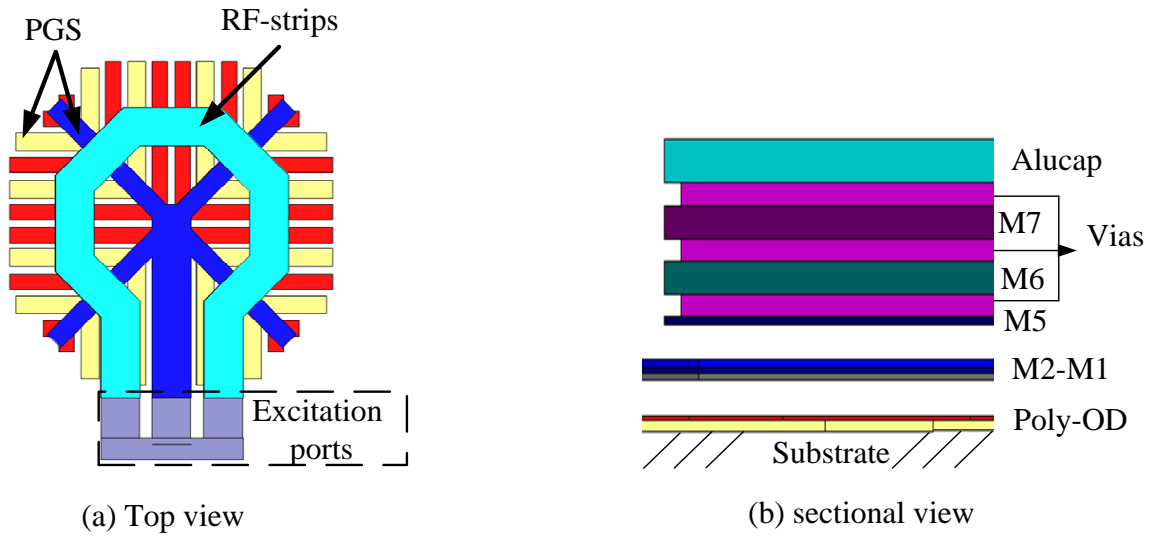 PGS
RF-strips
Excitation
ports
(a) Top view
Alucap
M7
Vias
M6
M5
M2-M1
Poly-OD
Substrate
(b) sectional view